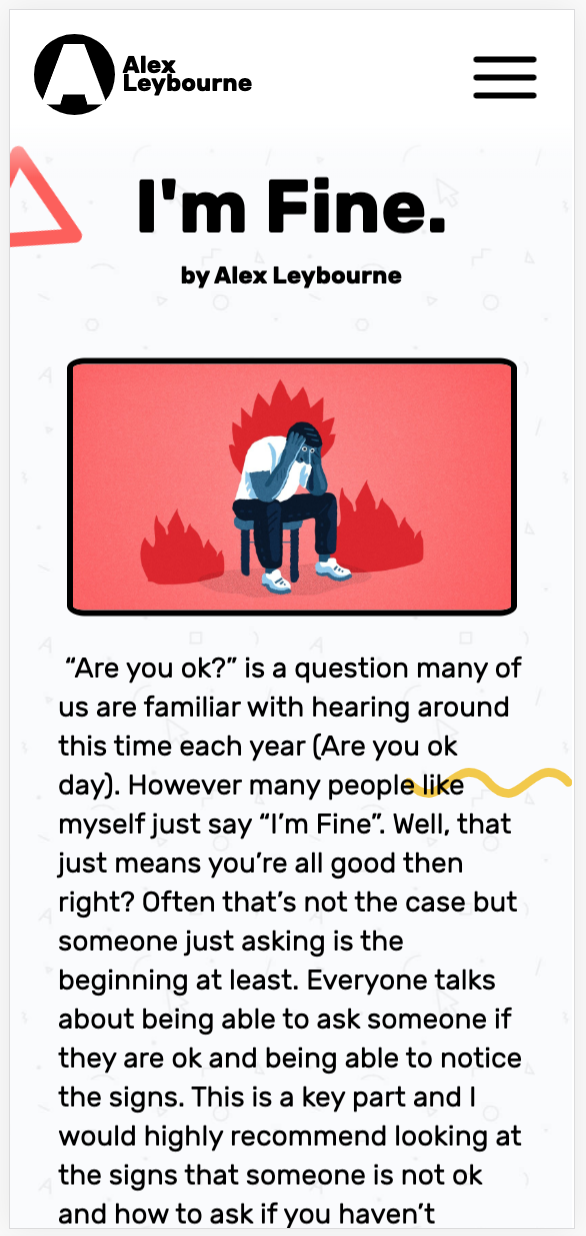 Alex
Leybourne
I'm Fine.
by Alex Leybourne
“Are you ok?” is a question many of
us are familiar with hearing around
this time each year (Are you ok
day). However many people like
myself just say “I’m Fine”. Well, that
just means you’re all good then
right? Often that’s not the case but
someone just asking is the
beginning at least. Everyone talks
about being able to ask someone if
they are ok and being able to notice
the signs. This is a key part and I
would highly recommend looking at
the signs that someone is not ok
and how to ask if you haven’t